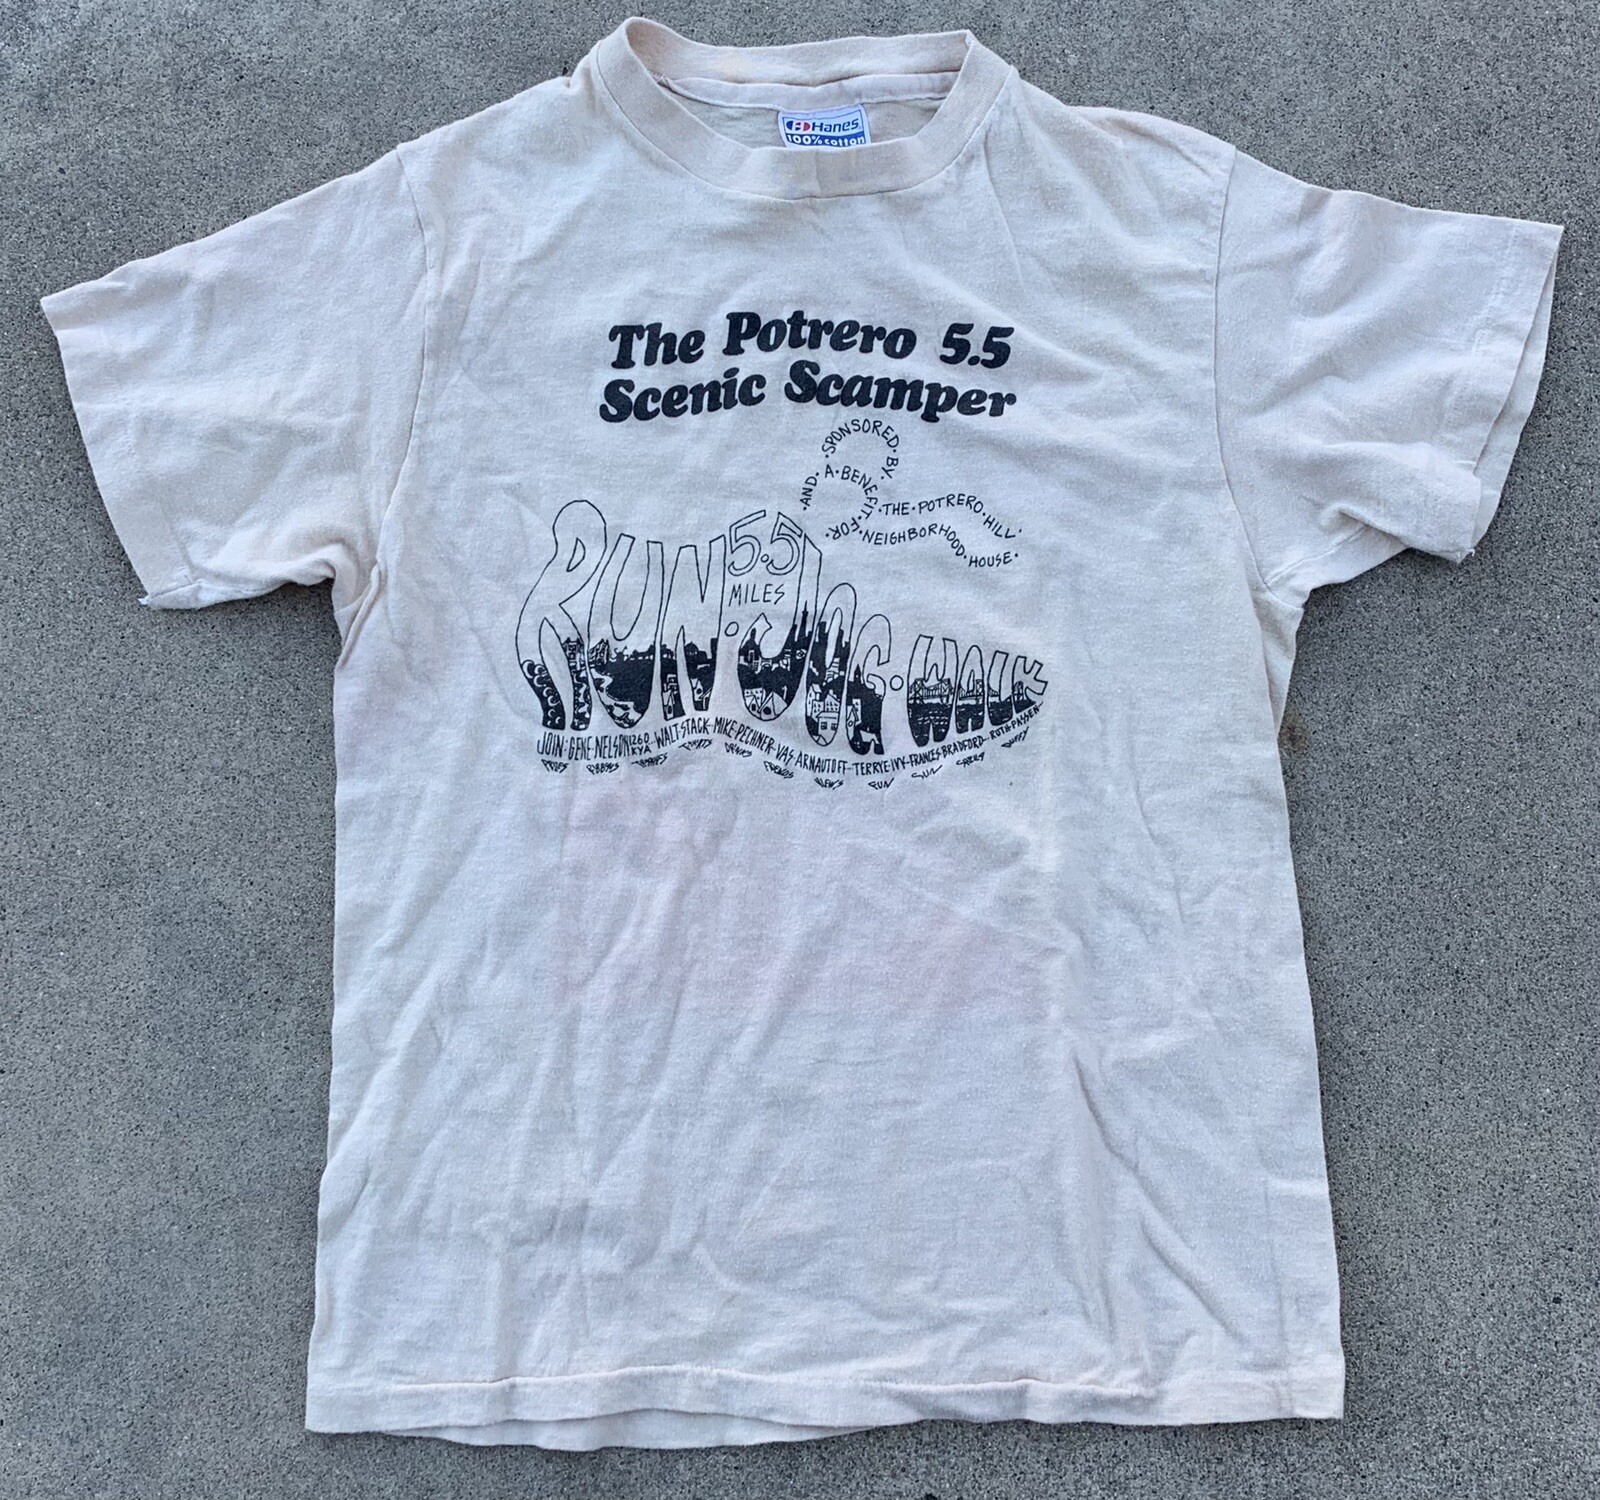 Hanes
100% cotton
The Potrero 5.5
Scenic Scamper
·AND·SPONSORED·BY·
A·BENEFIT·FOR·
·THE·POTRERO·HILL·
NEIGHBORHOOD·HOUSE·
RUN·JOG·WALK
5.5
MILES
JOIN:GENE·NELSON 1260 KYA WALT·STACK··MIKE·PECHNER·VAS ARNAUTOFF··TERRYE·IVY·FRANCES·BRADFORD··RUTH·PASSEN
FUN SUN